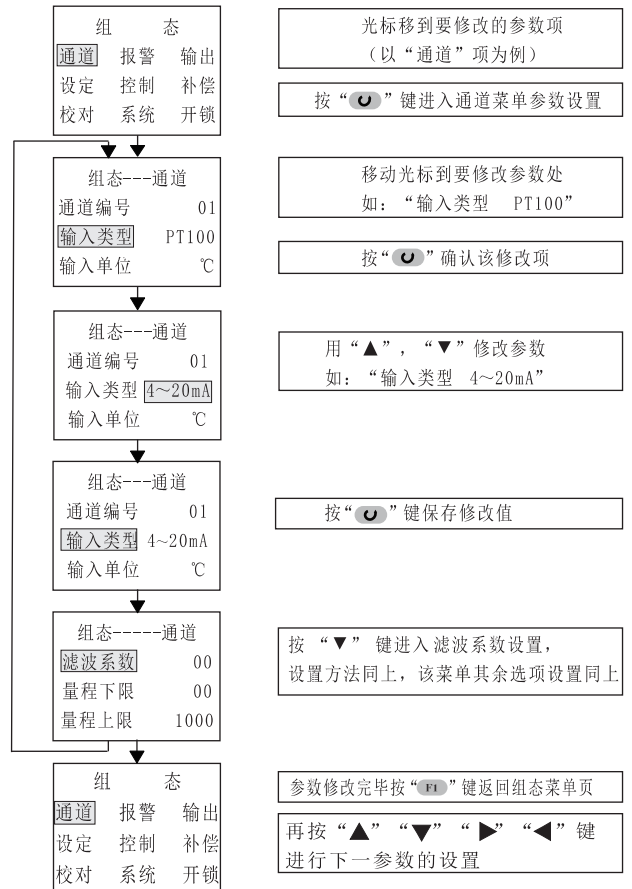 组 态
通道 报警 输出
设定 控制 补偿
校对 系统 开锁
光标移到要修改的参数项
（以“通道”项为例）
按“ ”键进入通道菜单参数设置
组态---通道
通道编号 01
输入类型 PT100
输入单位 ℃
移动光标到要修改参数处
如：“输入类型 PT100”
按“ ”确认该修改项
组态---通道
通道编号 01
输入类型 4～20mA
输入单位 ℃
用“▲”，“▼”修改参数
如：“输入类型 4～20mA”
组态---通道
通道编号 01
输入类型 4~20mA
输入单位 ℃
按“ ”键保存修改值
组态-----通道
滤波系数 00
量程下限 00
量程上限 1000
按 “▼” 键进入滤波系数设置，
设置方法同上，该菜单其余选项设置同上
组 态
通道 报警 输出
设定 控制 补偿
校对 系统 开锁
参数修改完毕按“F1”键返回组态菜单页
再按“▲”“▼”“▶”“◀”键
进行下一参数的设置